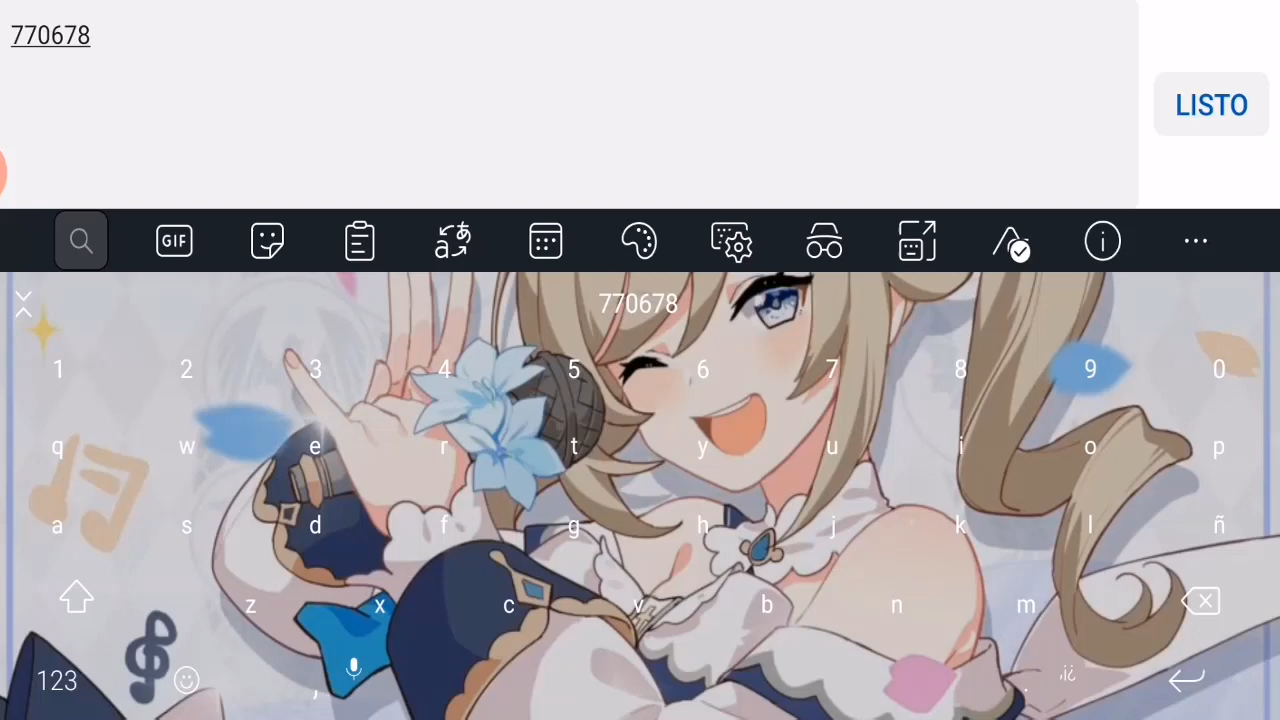 770678
LISTO
GIF
770678
1 2 3 4 5 6 7 8 9 0
q w e r t y u i o p
a s d f g h j k l ñ
z x c v b n m
123 , . ,¡¿